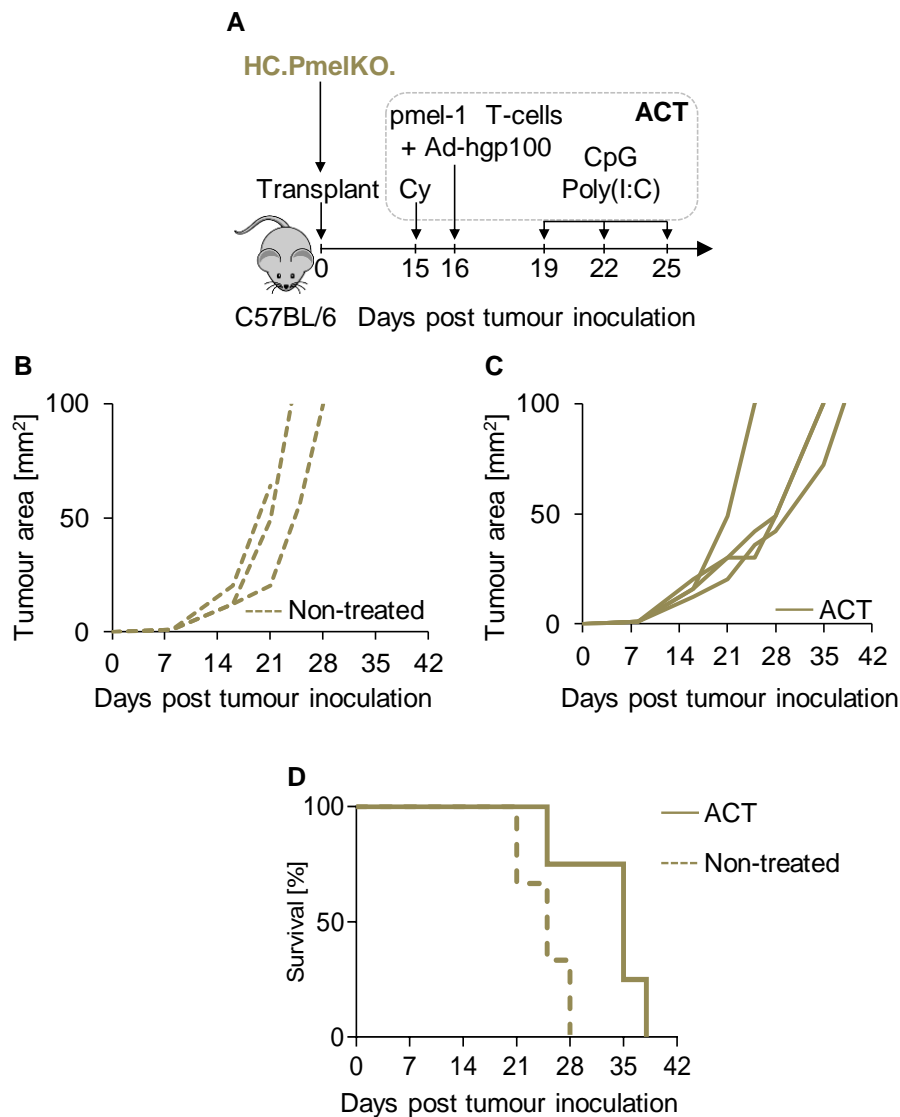 A
HC.PmelKO.
pmel-1 T-cells ACT
+ Ad-hgp100
CpG
Poly(I:C)
Transplant Cy
0 15 16 19 22 25
C57BL/6 Days post tumour inoculation
B
Tumour area [mm²]
100
50
0
Non-treated
0 7 14 21 28 35 42
Days post tumour inoculation
C
Tumour area [mm²]
100
50
0
ACT
0 7 14 21 28 35 42
Days post tumour inoculation
D
Survival [%]
100
50
0
ACT
Non-treated
0 7 14 21 28 35 42
Days post tumour inoculation